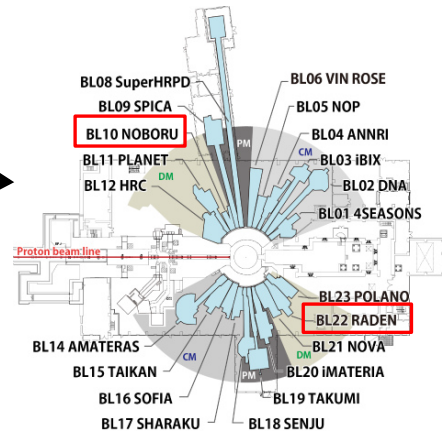 BL08 SuperHRPD
BL09 SPICA
BL10 NOBORU
BL11 PLANET
BL12 HRC
DM
PM
BL06 VIN ROSE
BL05 NOP
BL04 ANNRI
CM
BL03 iBIX
BL02 DNA
BL01 4SEASONS
Proton beam line
BL23 POLANO
BL22 RADEN
BL21 NOVA
DM
BL20 iMATERIA
BL19 TAKUMI
BL18 SENJU
PM
BL14 AMATERAS
CM
BL15 TAIKAN
BL16 SOFIA
BL17 SHARAKU